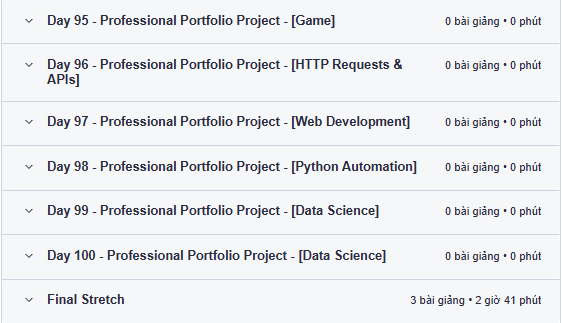 Day 95 - Professional Portfolio Project - [Game] 0 bài giảng • 0 phút
Day 96 - Professional Portfolio Project - [HTTP Requests & 0 bài giảng • 0 phút
APIs]
Day 97 - Professional Portfolio Project - [Web Development] 0 bài giảng • 0 phút
Day 98 - Professional Portfolio Project - [Python Automation] 0 bài giảng • 0 phút
Day 99 - Professional Portfolio Project - [Data Science] 0 bài giảng • 0 phút
Day 100 - Professional Portfolio Project - [Data Science] 0 bài giảng • 0 phút
Final Stretch 3 bài giảng • 2 giờ 41 phút